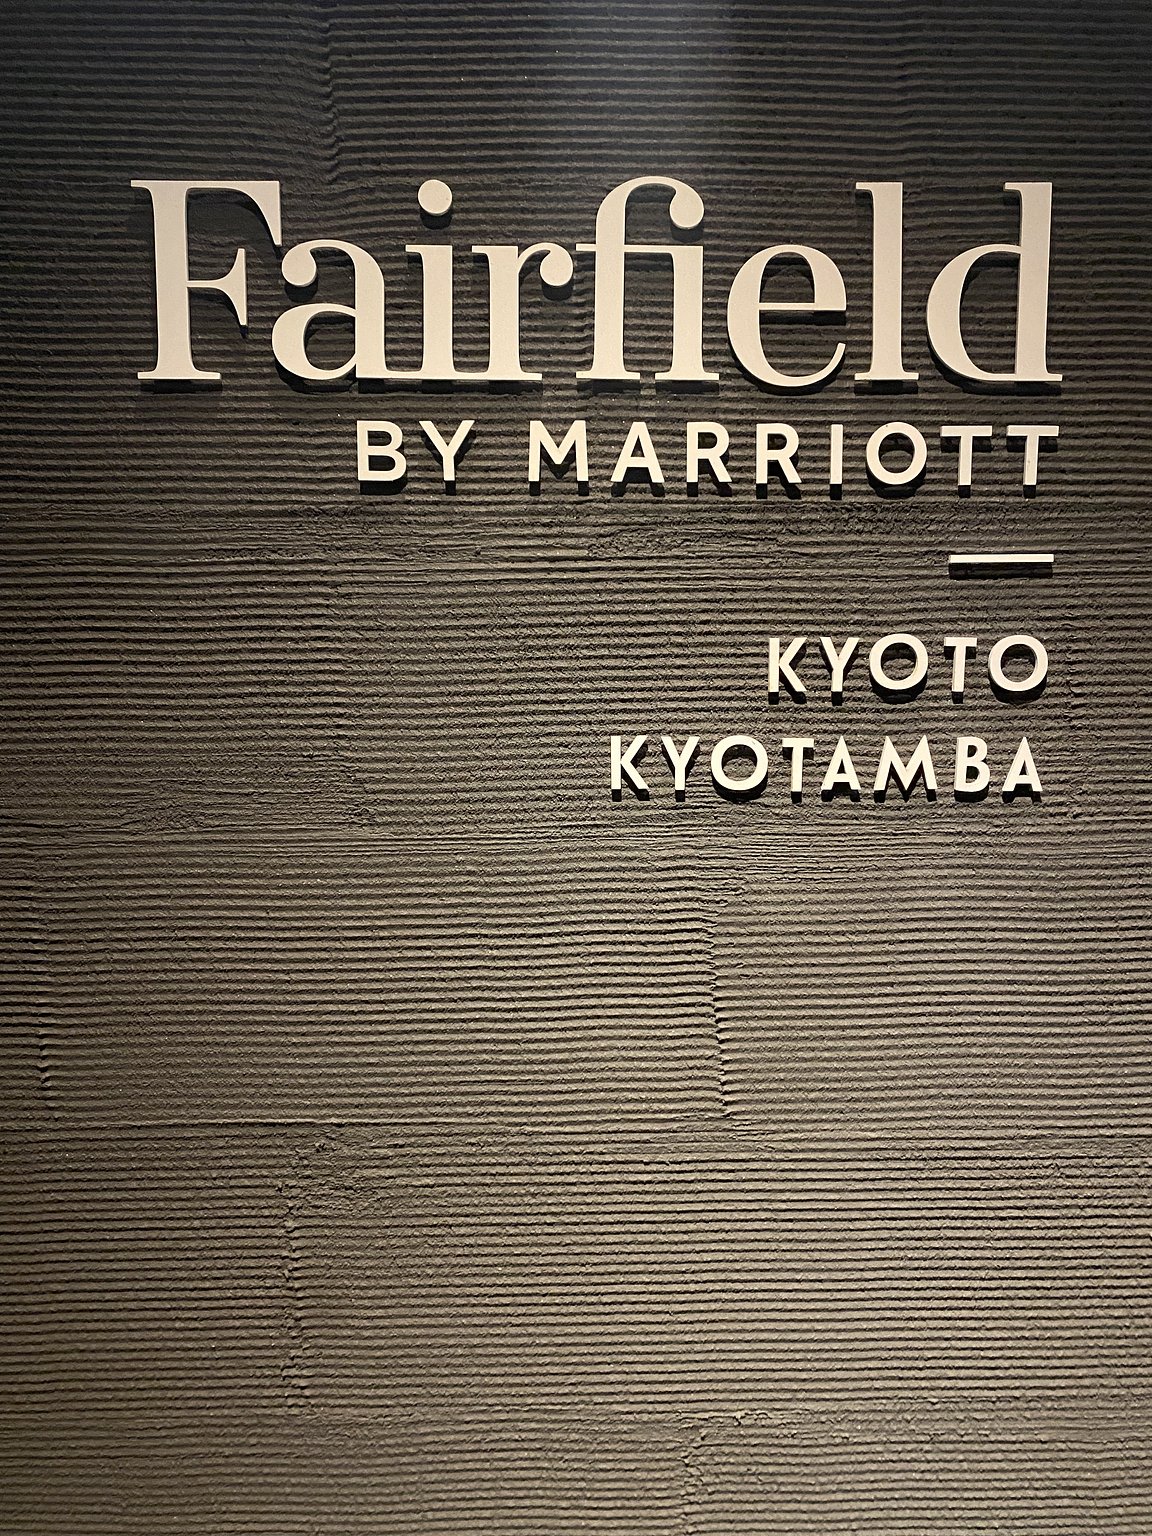 Fairfield
BY MARRIOTT
—
KYOTO
KYOTAMBA